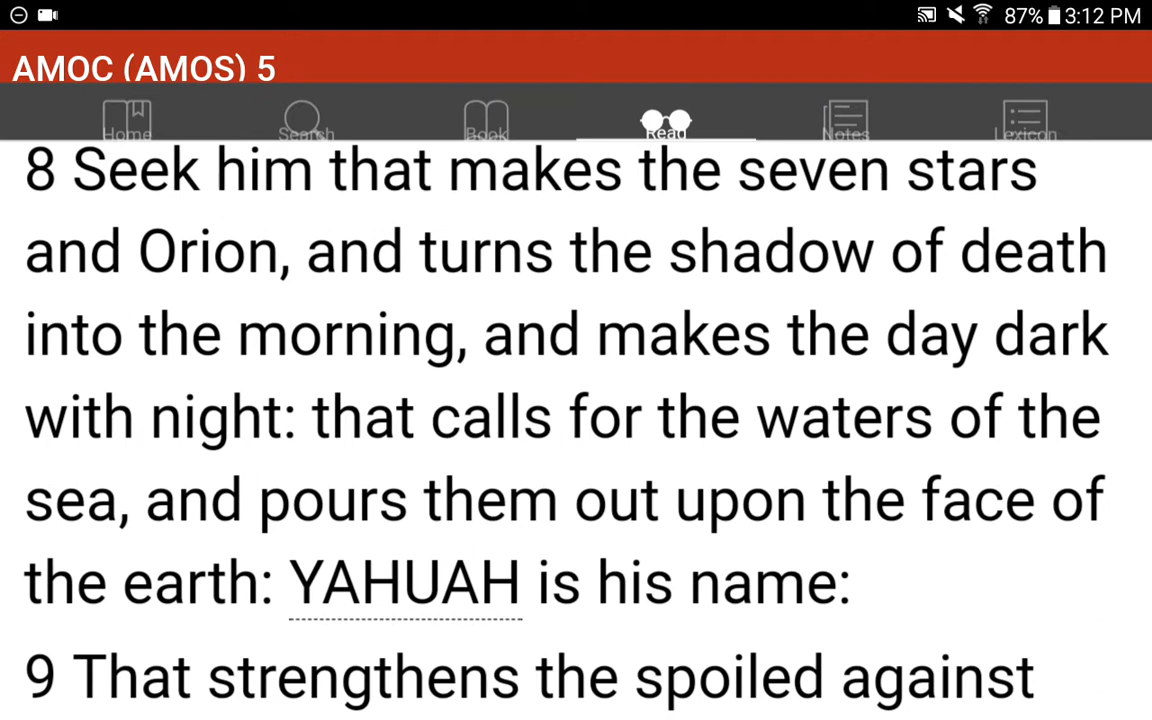 87% 3:12 PM
AMOC (AMOS) 5
Home Search Book Read Notes Lexicon
8 Seek him that makes the seven stars
and Orion, and turns the shadow of death
into the morning, and makes the day dark
with night: that calls for the waters of the
sea, and pours them out upon the face of
the earth: YAHUAH is his name:
9 That strengthens the spoiled against